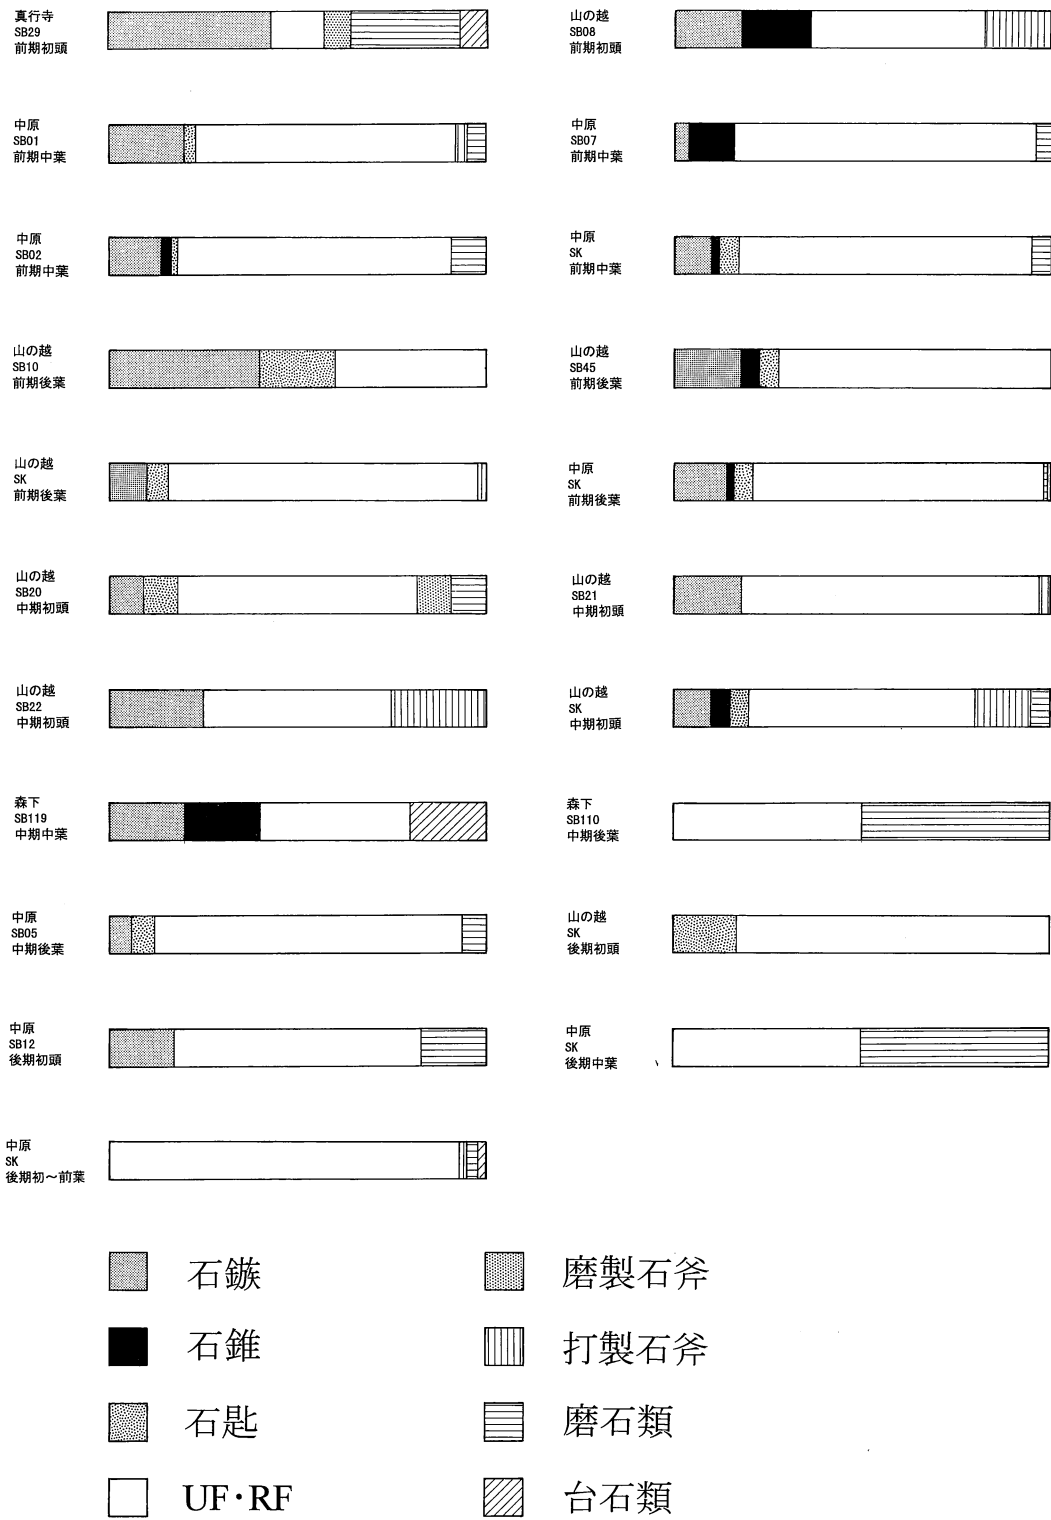 真行寺
SB29
前期初頭
山の越
SB08
前期初頭
中原
SB01
前期中葉
中原
SB07
前期中葉
中原
SB02
前期中葉
中原
SK
前期中葉
山の越
SB10
前期後葉
山の越
SB45
前期後葉
山の越
SK
前期後葉
中原
SK
前期後葉
山の越
SB20
中期初頭
山の越
SB21
中期初頭
山の越
SB22
中期初頭
山の越
SK
中期初頭
森下
SB119
中期中葉
森下
SB110
中期後葉
中原
SB05
中期後葉
山の越
SK
後期初頭
中原
SB12
後期初頭
中原
SK
後期中葉
中原
SK
後期初～前葉
石鏃
磨製石斧
石錐
打製石斧
石匙
磨石類
UF・RF
台石類